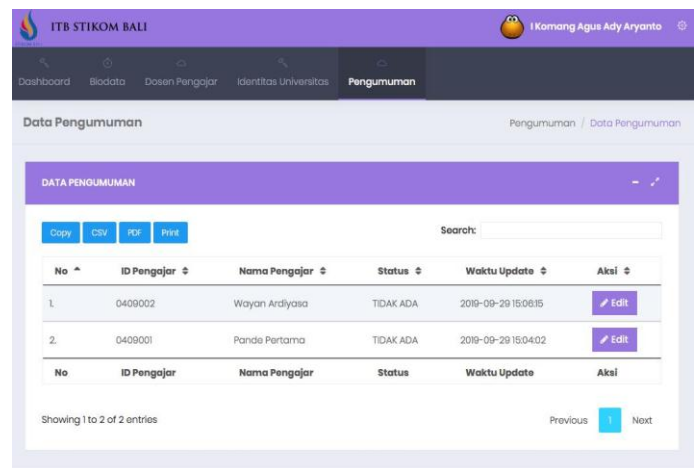 ITB STIKOM BALI
I Komang Agus Ady Aryanto
Dashboard Biodata Dosen Pengajar Identitas Universitas Pengumuman
Data Pengumuman
Pengumuman / Data Pengumuman
DATA PENGUMUMAN
Copy CSV PDF Print
Search:
No ID Pengajar Nama Pengajar Status Waktu Update Aksi
1. 0409002 Wayan Ardiyasa TIDAK ADA 2019-09-29 15:06:15 Edit
2. 0409001 Pande Pertama TIDAK ADA 2019-09-29 15:04:02 Edit
No ID Pengajar Nama Pengajar Status Waktu Update Aksi
Showing 1 to 2 of 2 entries
Previous 1 Next